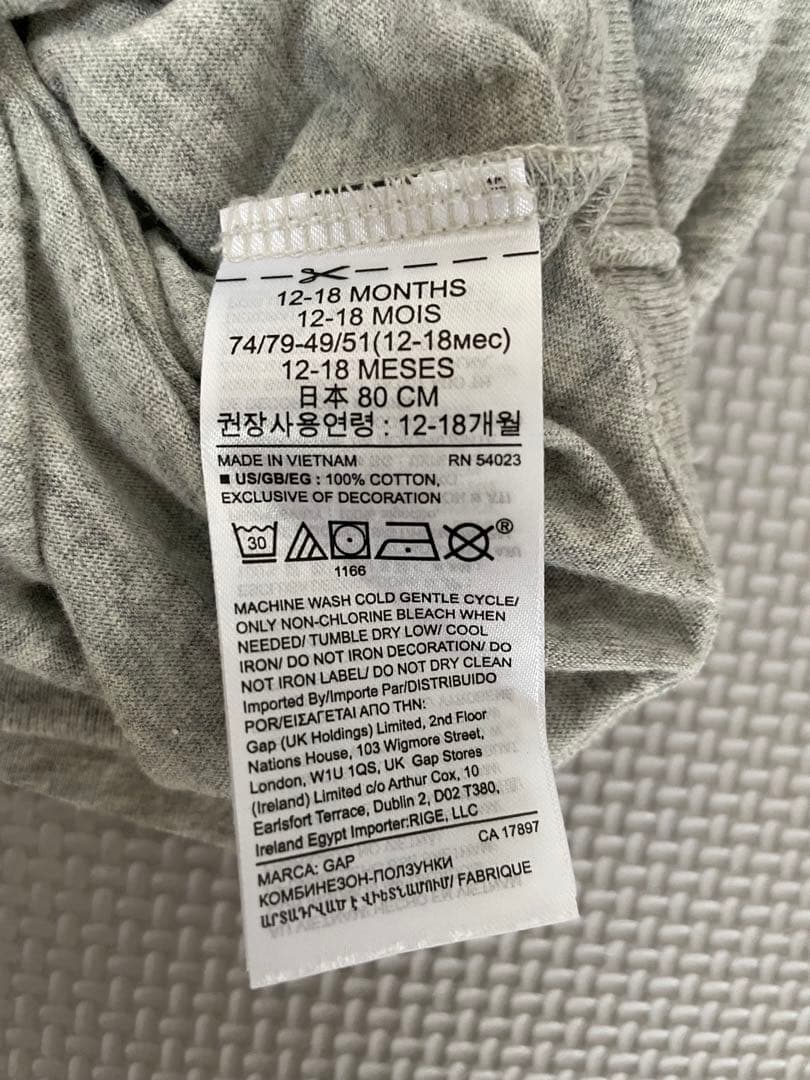 12-18 MONTHS
12-18 MOIS
74/79-49/51(12-18мес)
12-18 MESES
日本 80 CM
권장사용연령 : 12-18개월
MADE IN VIETNAM RN 54023
■ US/GB/EG : 100% COTTON,
EXCLUSIVE OF DECORATION
30 ®
1166
MACHINE WASH COLD GENTLE CYCLE/
ONLY NON-CHLORINE BLEACH WHEN
NEEDED/ TUMBLE DRY LOW/ COOL
IRON/ DO NOT IRON DECORATION/ DO
NOT IRON LABEL/ DO NOT DRY CLEAN
Imported By/Importe Par/DISTRIBUIDO
POR/ΕΙΣΑΓΕΤΑΙ ΑΠΟ ΤΗΝ:
Gap (UK Holdings) Limited, 2nd Floor
Nations House, 103 Wigmore Street,
London, W1U 1QS, UK Gap Stores
(Ireland) Limited c/o Arthur Cox, 10
Earlsfort Terrace, Dublin 2, D02 T380,
Ireland Egypt Importer:RIGE, LLC
CA 17897
MARCA: GAP
КОМБИНЕЗОН-ПОЛЗУНКИ
ԱՐՏԱԴՐՎԱԾ Է ՎԻԵՏՆԱՄՈՒՄ/ FABRIQUE